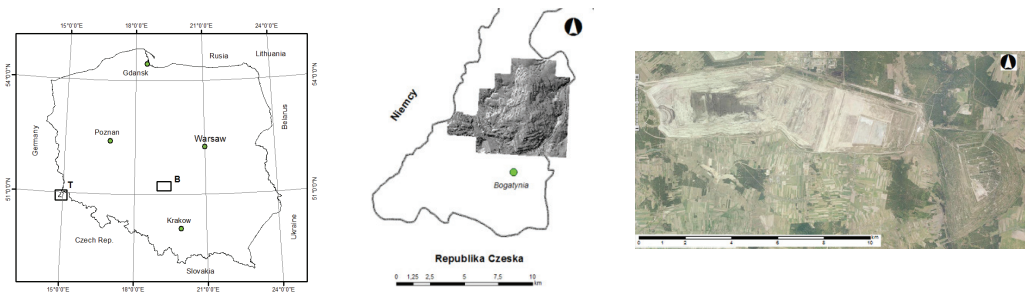 15°0'0"E
18°0'0"E
21°0'0"E
24°0'0"E
54°0'0"N
54°0'0"N
Rusia
Lithuania
Gdansk
Germany
Belarus
Poznan
Warsaw
T
B
51°0'0"N
51°0'0"N
Krakow
Ukraine
Czech Rep.
Slovakia
15°0'0"E
18°0'0"E
21°0'0"E
24°0'0"E
Niemcy
Bogatynia
Republika Czeska
0 1,25 2,5 5 7,5 10
km
0 2 4 6 8 10
km